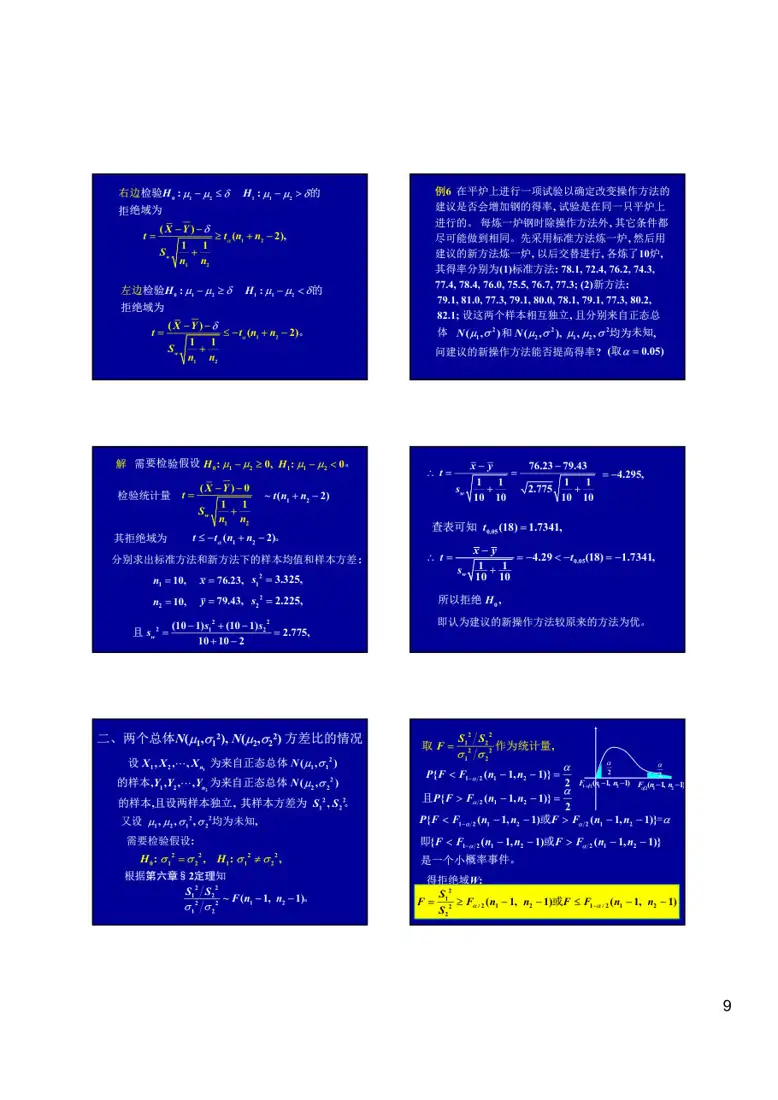 右边检验H₀ : μ₁ − μ₂ ≤ δ  H₁ : μ₁ − μ₂ > δ的
拒绝域为
t = ((X̄ − Ȳ) − δ) / (S_w √(1/n₁ + 1/n₂)) ≥ t_α(n₁ + n₂ − 2),
左边检验H₀ : μ₁ − μ₂ ≥ δ  H₁ : μ₁ − μ₂ < δ的
拒绝域为
t = ((X̄ − Ȳ) − δ) / (S_w √(1/n₁ + 1/n₂)) ≤ −t_α(n₁ + n₂ − 2)。
例6 在平炉上进行一项试验以确定改变操作方法的
建议是否会增加钢的得率, 试验是在同一只平炉上
进行的。 每炼一炉钢时除操作方法外, 其它条件都
尽可能做到相同。先采用标准方法炼一炉, 然后用
建议的新方法炼一炉, 以后交替进行, 各炼了10炉,
其得率分别为(1)标准方法: 78.1, 72.4, 76.2, 74.3,
77.4, 78.4, 76.0, 75.5, 76.7, 77.3; (2)新方法:
79.1, 81.0, 77.3, 79.1, 80.0, 78.1, 79.1, 77.3, 80.2,
82.1; 设这两个样本相互独立, 且分别来自正态总
体 N(μ₁, σ²) 和 N(μ₂, σ²), μ₁, μ₂, σ²均为未知,
问建议的新操作方法能否提高得率? (取α = 0.05)
解 需要检验假设 H₀ : μ₁ − μ₂ ≥ 0, H₁ : μ₁ − μ₂ < 0。
检验统计量 t = ((X̄ − Ȳ) − 0) / (S_w √(1/n₁ + 1/n₂)) ~ t(n₁ + n₂ − 2)
其拒绝域为 t ≤ −t_α(n₁ + n₂ − 2)。
分别求出标准方法和新方法下的样本均值和样本方差:
n₁ = 10, x̄ = 76.23, s₁² = 3.325,
n₂ = 10, ȳ = 79.43, s₂² = 2.225,
且 s_w² = ((10 − 1)s₁² + (10 − 1)s₂²) / (10 + 10 − 2) = 2.775,
∴ t = (x̄ − ȳ) / (s_w √(1/10 + 1/10)) = (76.23 − 79.43) / (√2.775 √(1/10 + 1/10)) = −4.295,
查表可知 t₀.₀₅(18) = 1.7341,
∴ t = (x̄ − ȳ) / (s_w √(1/10 + 1/10)) = −4.29 < −t₀.₀₅(18) = −1.7341,
所以拒绝 H₀,
即认为建议的新操作方法较原来的方法为优。
二、两个总体N(μ₁,σ₁²), N(μ₂,σ₂²) 方差比的情况
设 X₁, X₂, ⋯, X_n₁ 为来自正态总体 N(μ₁, σ₁²)
的样本,Y₁,Y₂,⋯,Y_n₂ 为来自正态总体 N(μ₂, σ₂²)
的样本,且设两样本独立, 其样本方差为 S₁², S₂²。
又设 μ₁, μ₂, σ₁², σ₂²均为未知,
需要检验假设:
H₀ : σ₁² = σ₂², H₁ : σ₁² ≠ σ₂²,
根据第六章§2定理知
(S₁²/S₂²) / (σ₁²/σ₂²) ~ F(n₁ − 1, n₂ − 1)。
取 F = (S₁²/S₂²) / (σ₁²/σ₂²) 作为统计量,
P{F < F₁₋α/₂(n₁ − 1, n₂ − 1)} = α/2
且P{F > Fα/₂(n₁ − 1, n₂ − 1)} = α/2
α/2
α/2
F₁₋α/₂(n₁ −1, n₂ −1)
Fα/₂(n₁ −1, n₂ −1)
P{F < F₁₋α/₂(n₁ − 1, n₂ − 1)或F > Fα/₂(n₁ − 1, n₂ − 1)}=α
即{F < F₁₋α/₂(n₁ − 1, n₂ − 1)或F > Fα/₂(n₁ − 1, n₂ − 1)}
是一个小概率事件。
得拒绝域W:
F = S₁²/S₂² ≥ Fα/₂(n₁ − 1, n₂ − 1)或F ≤ F₁₋α/₂(n₁ − 1, n₂ − 1)
9